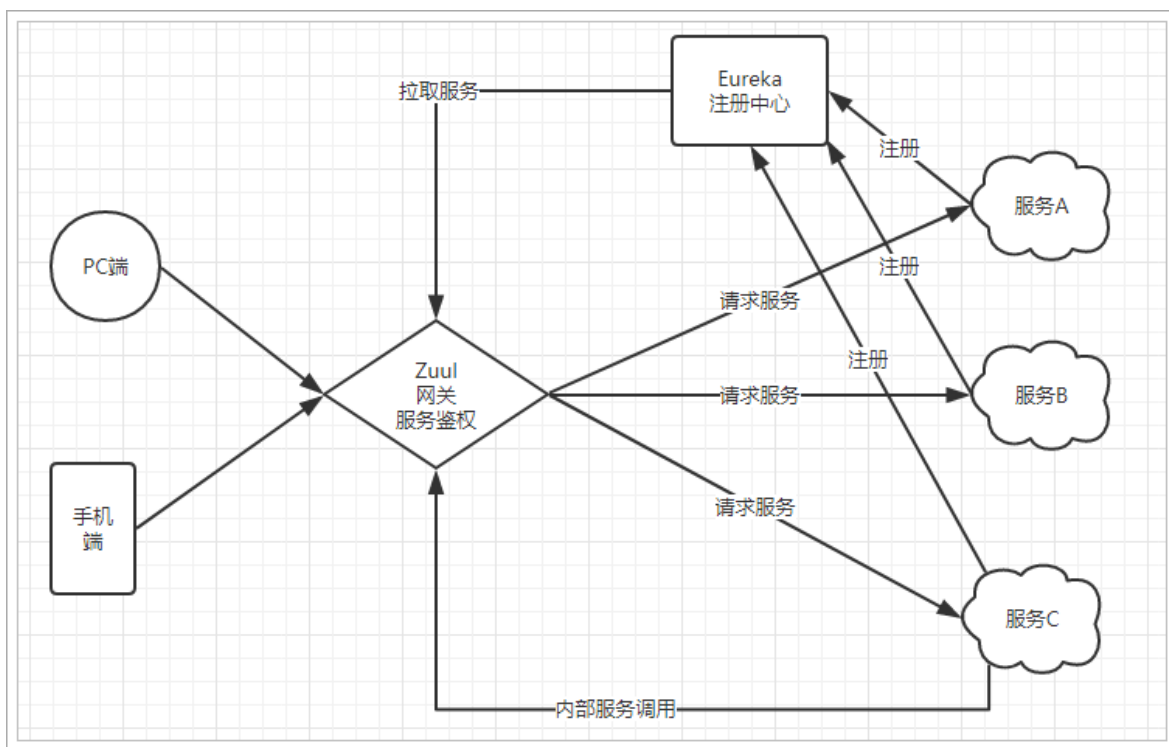 Eureka
注册中心
拉取服务
注册
服务A
PC端
注册
请求服务
注册
Zuul
网关
服务鉴权
请求服务
服务B
手机
端
请求服务
服务C
内部服务调用